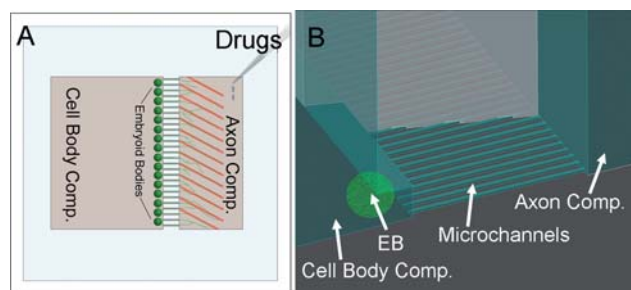 A
Drugs
Cell Body Comp.
Embryoid Bodies
Axon Comp.
B
Axon Comp.
Microchannels
EB
Cell Body Comp.